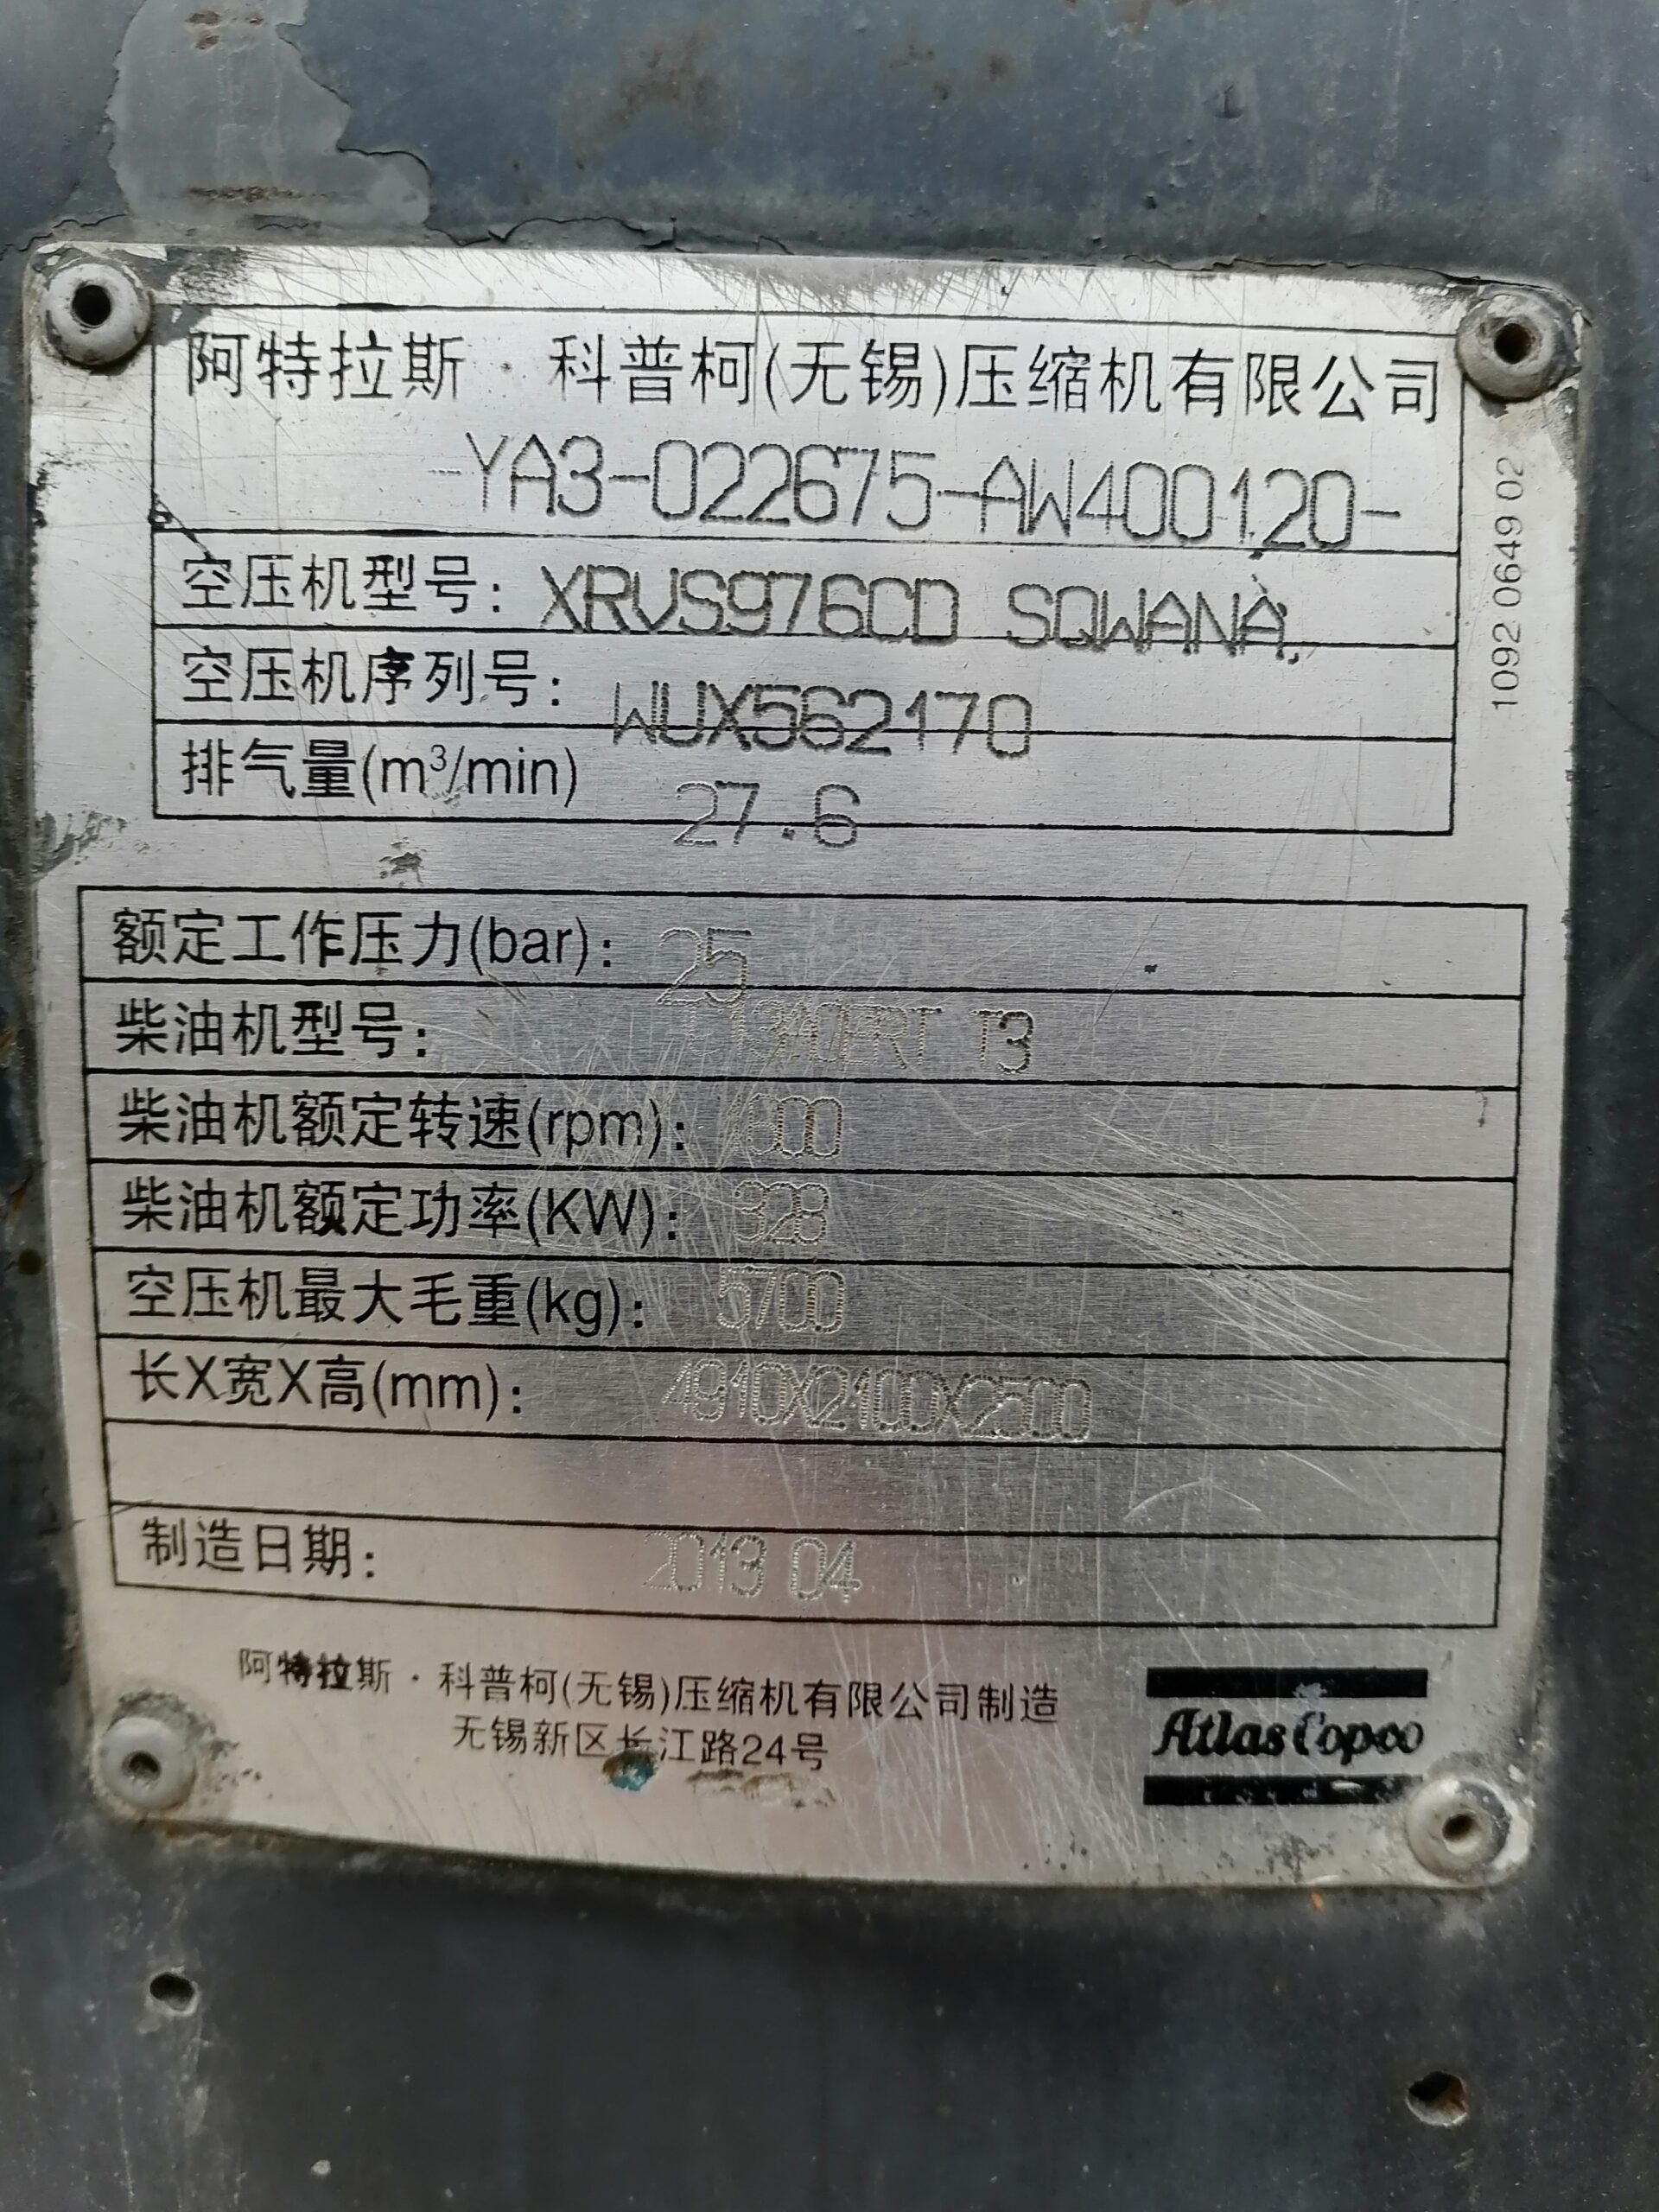 阿特拉斯·科普柯(无锡)压缩机有限公司
-YA3-022675-AW400120-
空压机型号: XRVS976CD SQWANA,
空压机序列号: WUX562170
排气量(m³/min) 27.6
1092 0649 02
额定工作压力(bar): 25
柴油机型号: T3
柴油机额定转速(rpm):
柴油机额定功率(KW): 328
空压机最大毛重(kg): 5700
长X宽X高(mm): 4910X2100X2500
制造日期: 2013 04
阿特拉斯·科普柯(无锡)压缩机有限公司制造
无锡新区长江路24号
Atlas Copco